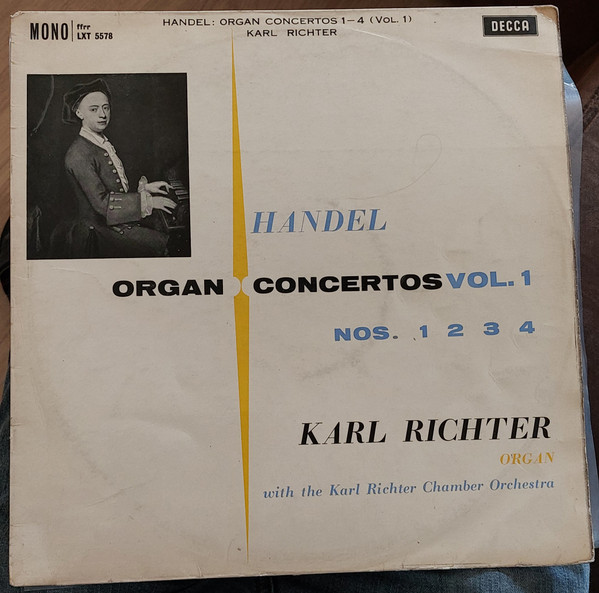 MONO ffrr LXT 5578
HANDEL: ORGAN CONCERTOS 1-4 (VOL. 1)
KARL RICHTER
DECCA
HANDEL
ORGAN CONCERTOS VOL. 1
NOS. 1 2 3 4
KARL RICHTER
ORGAN
with the Karl Richter Chamber Orchestra